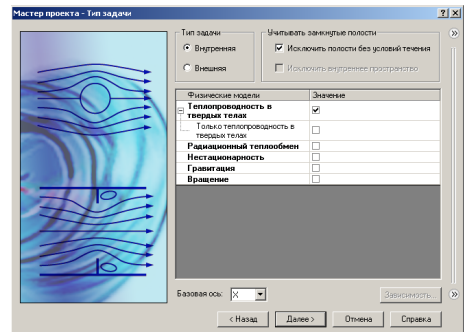 Мастер проекта - Тип задачи
Тип задачи
Внутренняя
Внешняя
Учитывать замкнутые полости
Исключить полости без условий течения
Исключить внутреннее пространство
Физические модели Значение
Теплопроводность в
твердых телах
Только теплопроводность в
твердых телах
Радиационный теплообмен
Нестационарность
Гравитация
Вращение
Базовая ось: X
Зависимость...
< Назад Далее > Отмена Справка